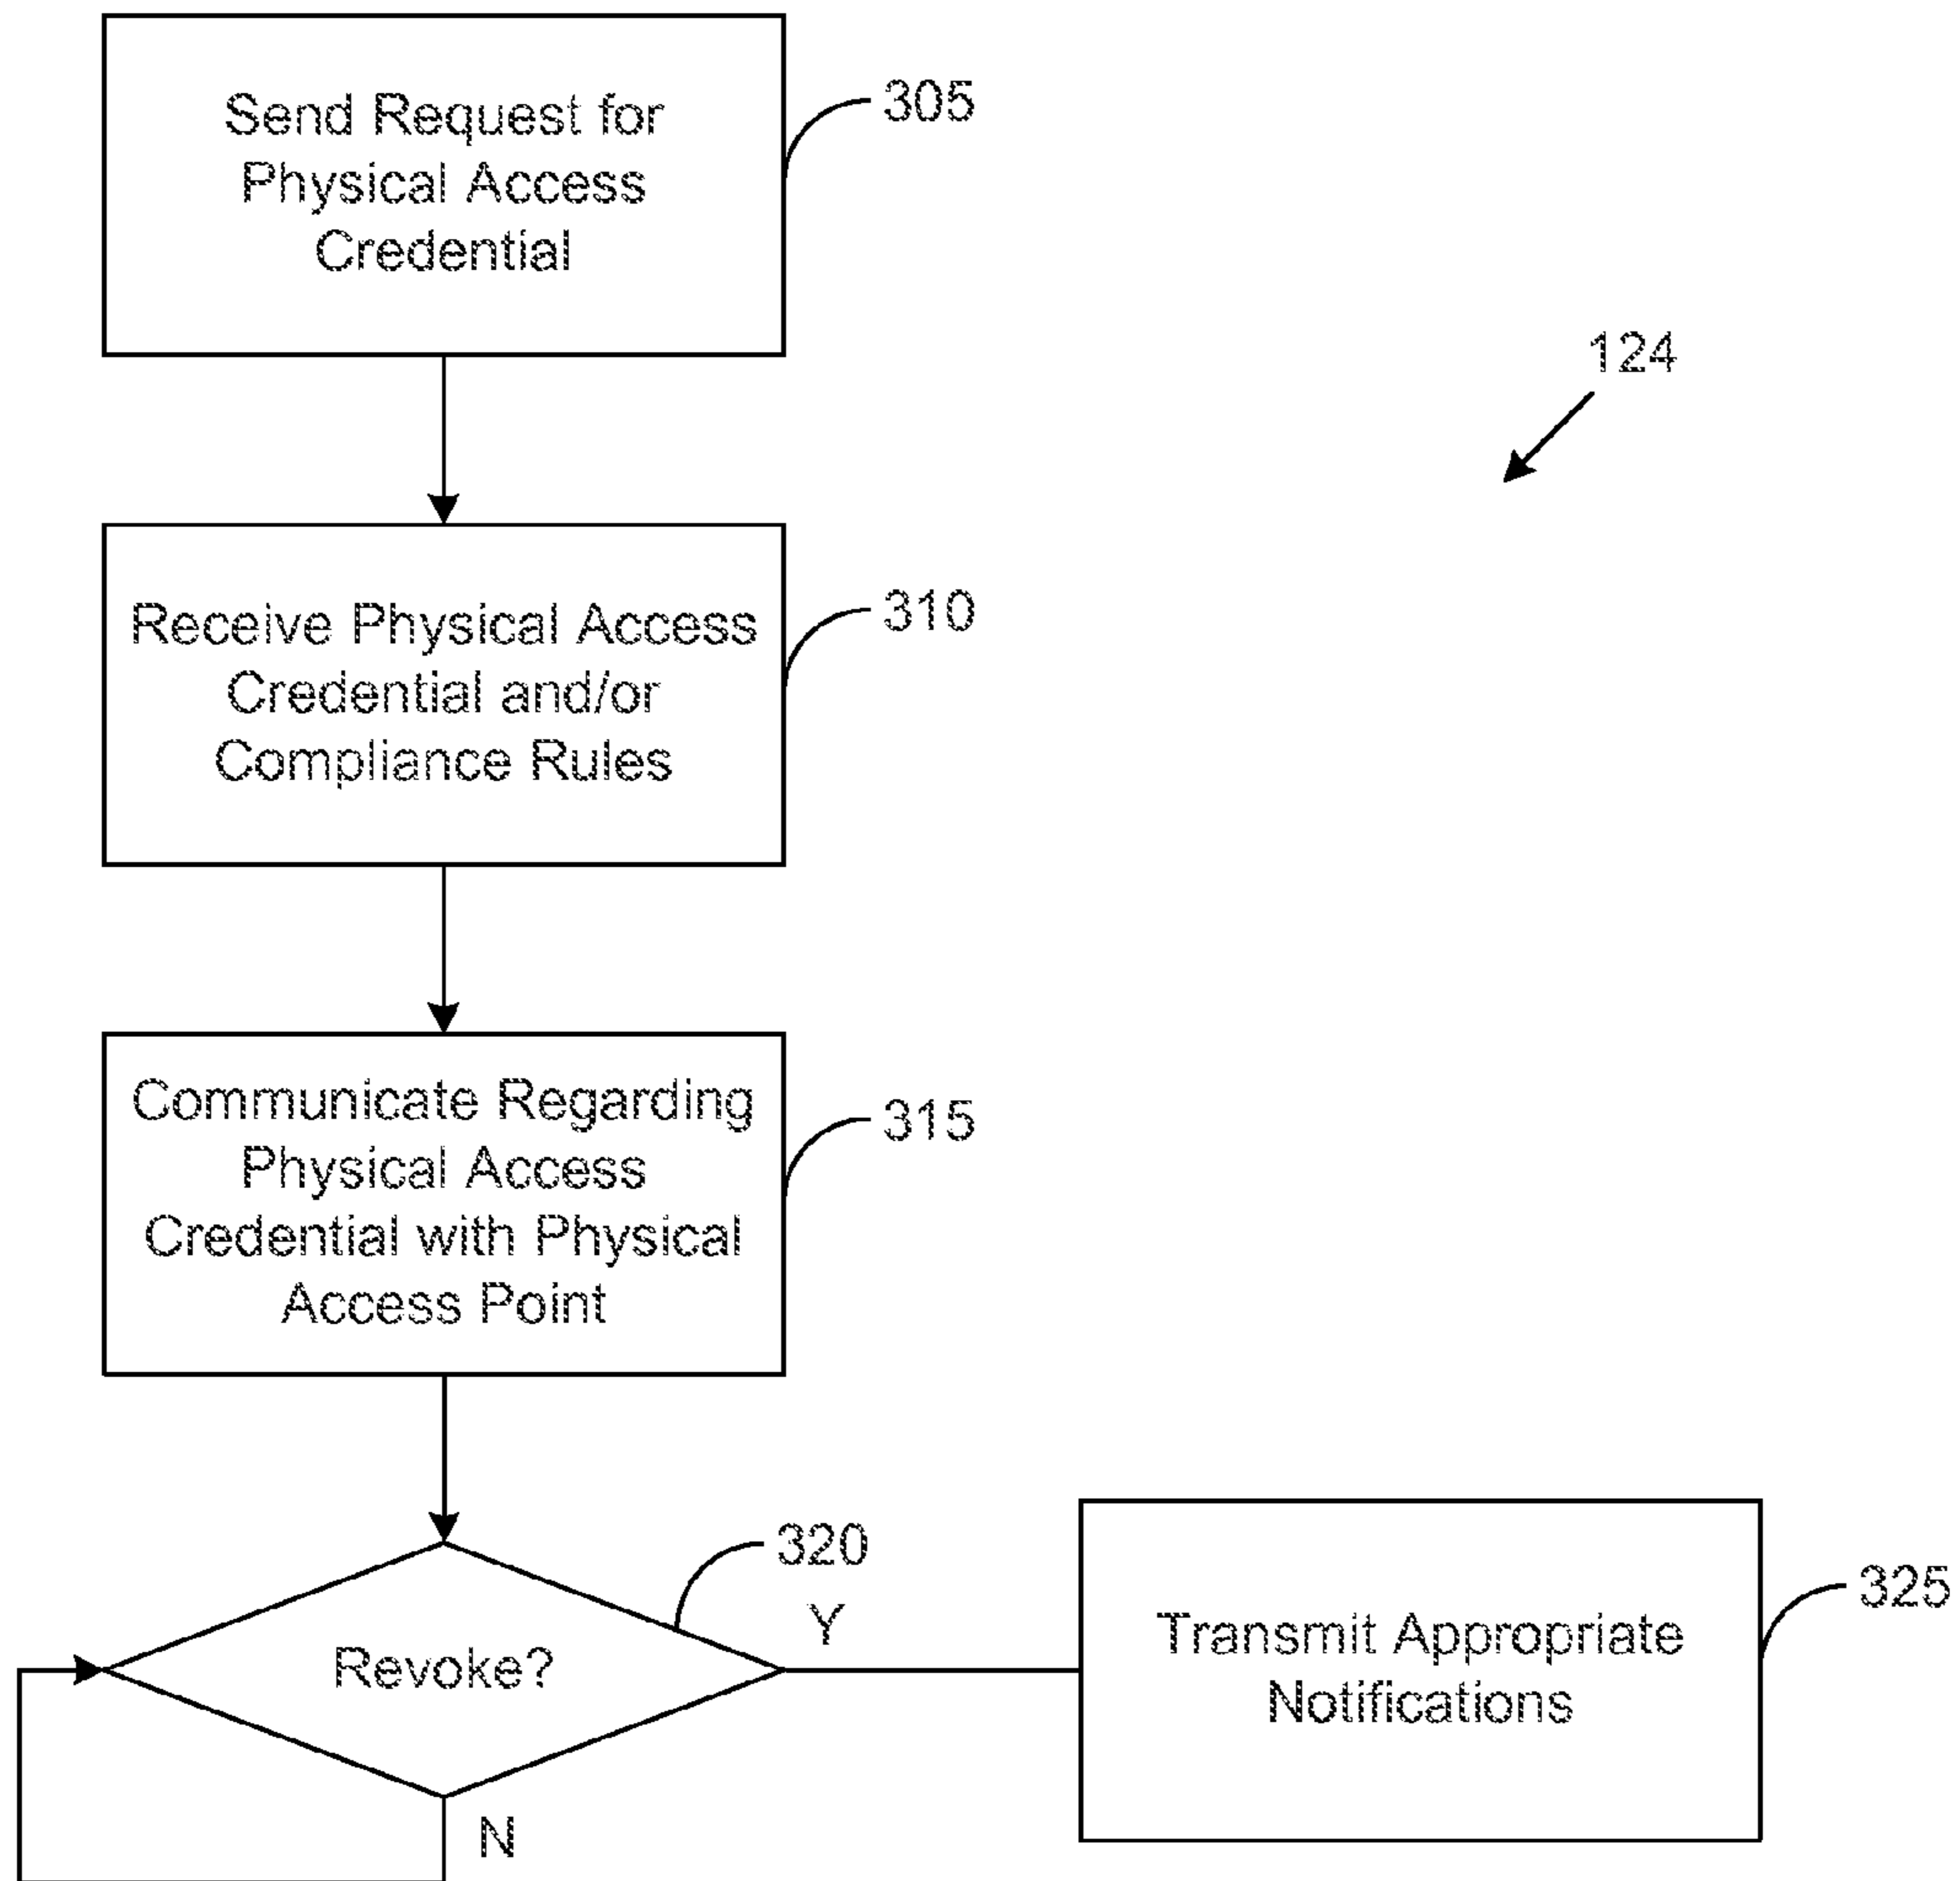 Send Request for
Physical Access
Credential
305
124
Receive Physical Access
Credential and/or
Compliance Rules
310
Communicate Regarding
Physical Access
Credential with Physical
Access Point
315
Revoke?
320
Y
N
Transmit Appropriate
Notifications
325